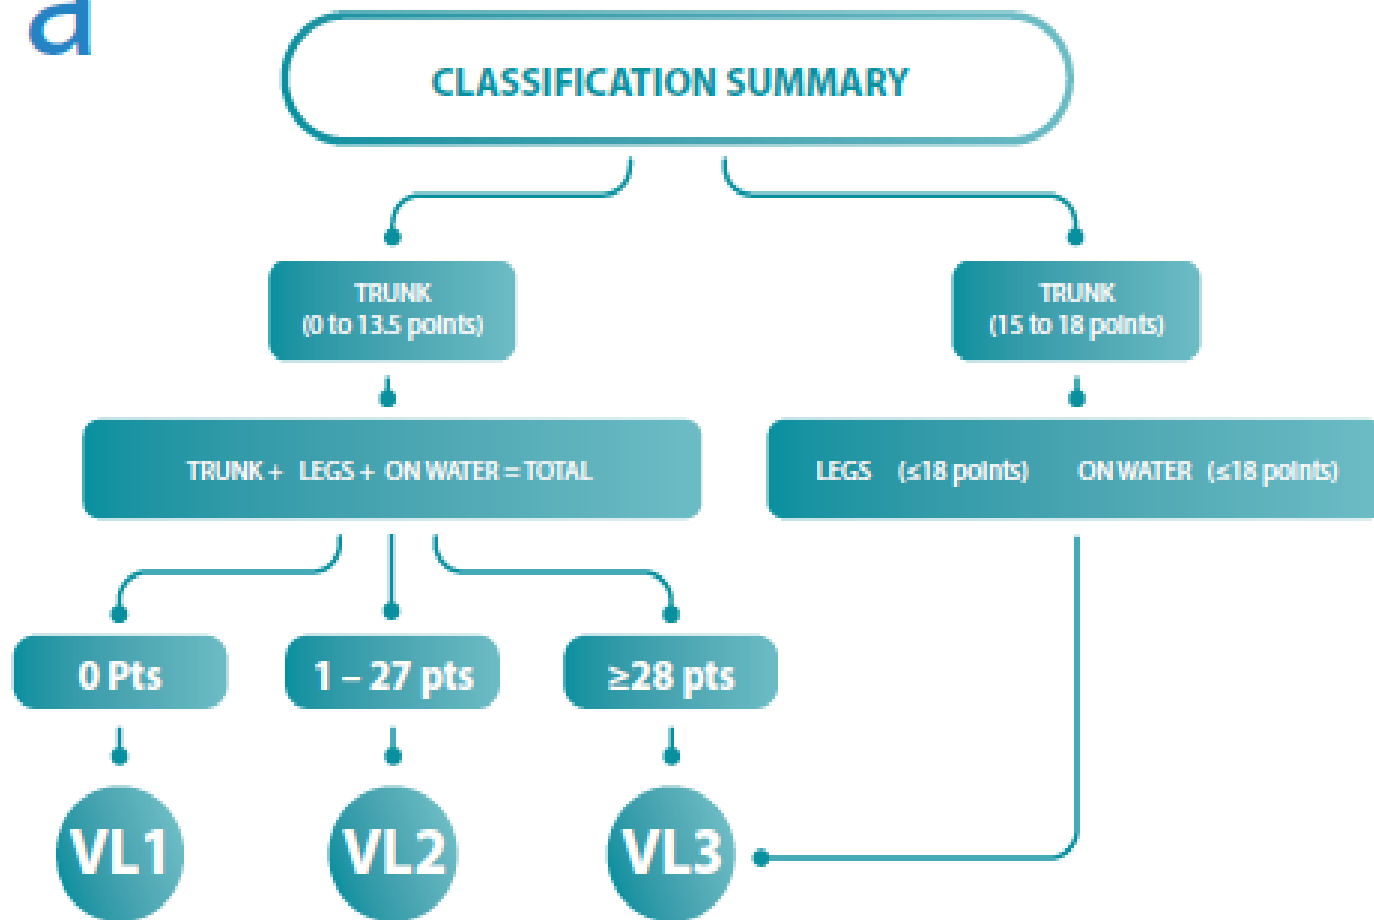 a
CLASSIFICATION SUMMARY
TRUNK
(0 to 13.5 points)
TRUNK
(15 to 18 points)
TRUNK + LEGS + ON WATER = TOTAL
LEGS (≤18 points) ON WATER (≤18 points)
0 Pts
1 – 27 pts
≥28 pts
VL1
VL2
VL3